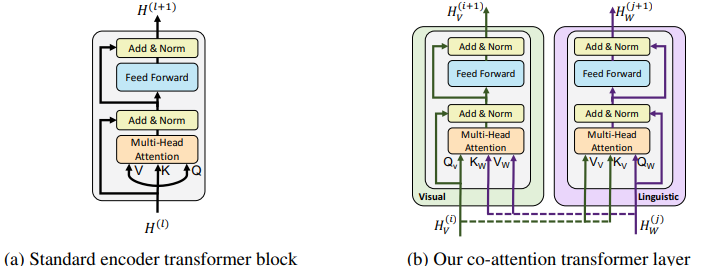 H^{(l+1)}
Add & Norm
Feed Forward
Add & Norm
Multi-Head
Attention
V K Q
H^{(l)}
(a) Standard encoder transformer block
H_V^{(i+1)} H_W^{(j+1)}
Add & Norm Add & Norm
Feed Forward Feed Forward
Add & Norm Add & Norm
Multi-Head Multi-Head
Attention Attention
Q_V K_W V_W V_V K_V Q_W
Visual Linguistic
H_V^{(i)} H_W^{(j)}
(b) Our co-attention transformer layer